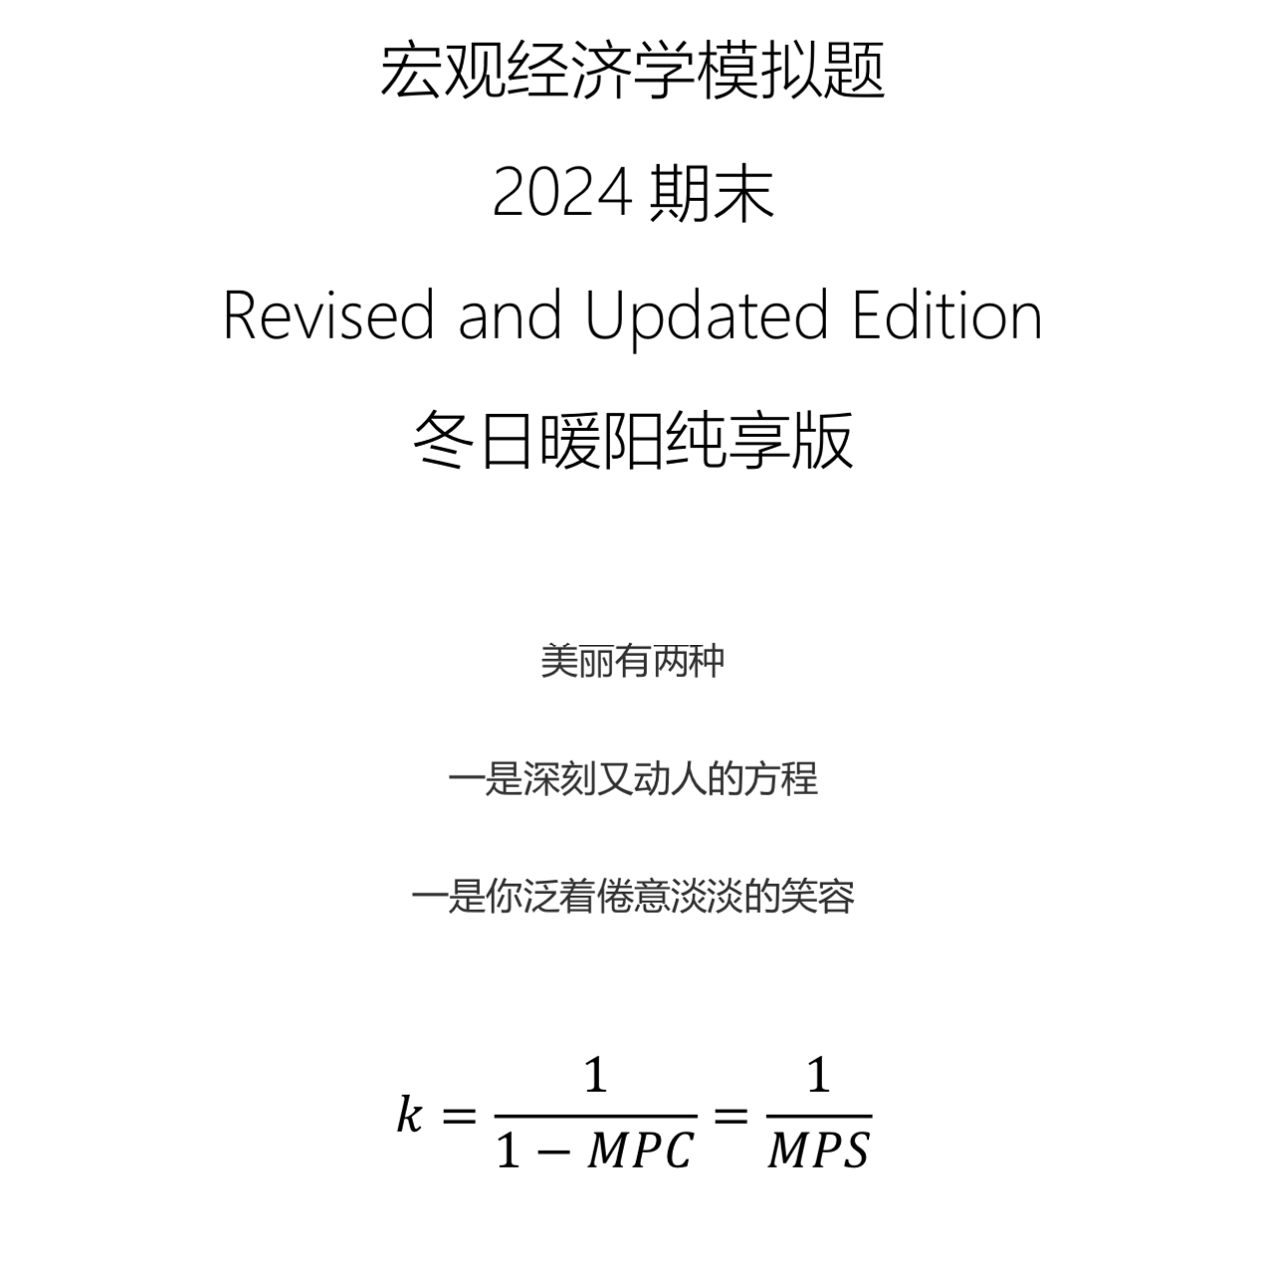 宏观经济学模拟题
2024 期末
Revised and Updated Edition
冬日暖阳纯享版
美丽有两种
一是深刻又动人的方程
一是你泛着倦意淡淡的笑容
k = 1/(1 − MPC) = 1/MPS